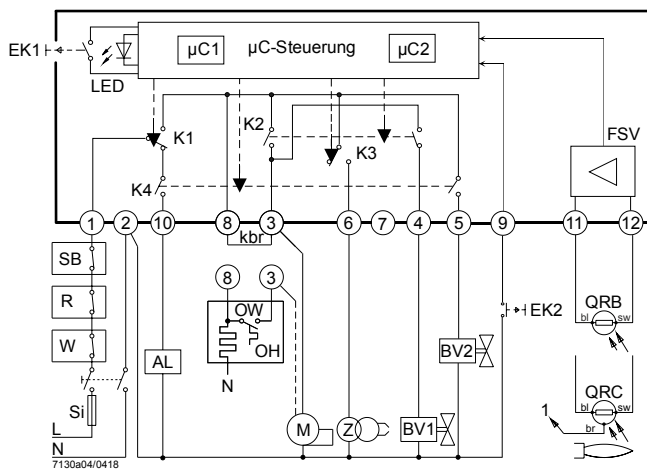 µC1 µC-Steuerung µC2
EK1
LED
FSV
K1
K2
K3
K4
1 2 10 8 3 6 7 4 5 9 11 12
kbr
SB
R
W
Si
L
N
7130a04/0418
AL
8 3
OW
OH
N
M
Z
BV1
BV2
EK2
QRB
bl sw
QRC
bl sw
br
1